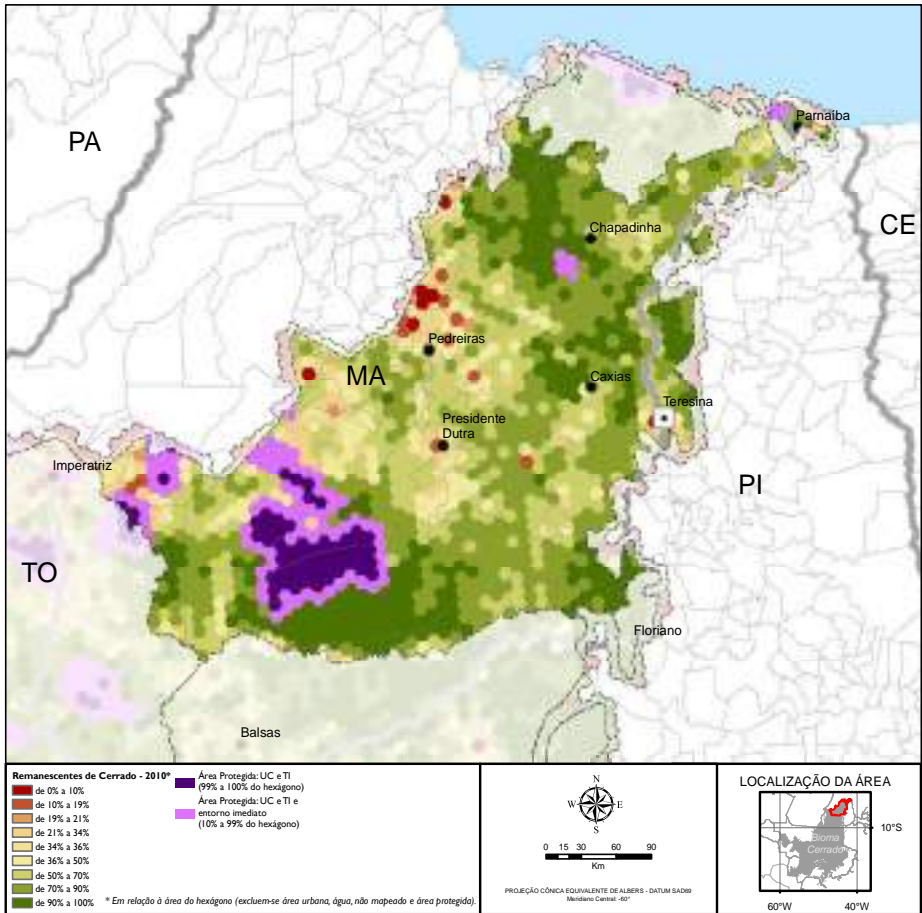 PA
Parnaíba
CE
Chapadinha
Pedreiras
MA
Caxias
Teresina
Presidente
Dutra
Imperatriz
PI
TO
Floriano
Balsas
Remanescentes de Cerrado - 2010*
de 0% a 10%
de 10% a 19%
de 19% a 21%
de 21% a 34%
de 34% a 36%
de 36% a 50%
de 50% a 70%
de 70% a 90%
de 90% a 100%
Área Protegida: UC e TI
(99% a 100% do hexágono)
Área Protegida: UC e TI e
entorno imediato
(10% a 99% do hexágono)
* Em relação à área do hexágono (excluem-se área urbana, água, não mapeado e área protegida).
N
W E
S
0 15 30 60 90
Km
PROJEÇÃO CÔNICA EQUIVALENTE DE ALBERS - DATUM SAD69
Meridiano Central: -60°
LOCALIZAÇÃO DA ÁREA
10°S
Bioma
Cerrado
60°W 40°W